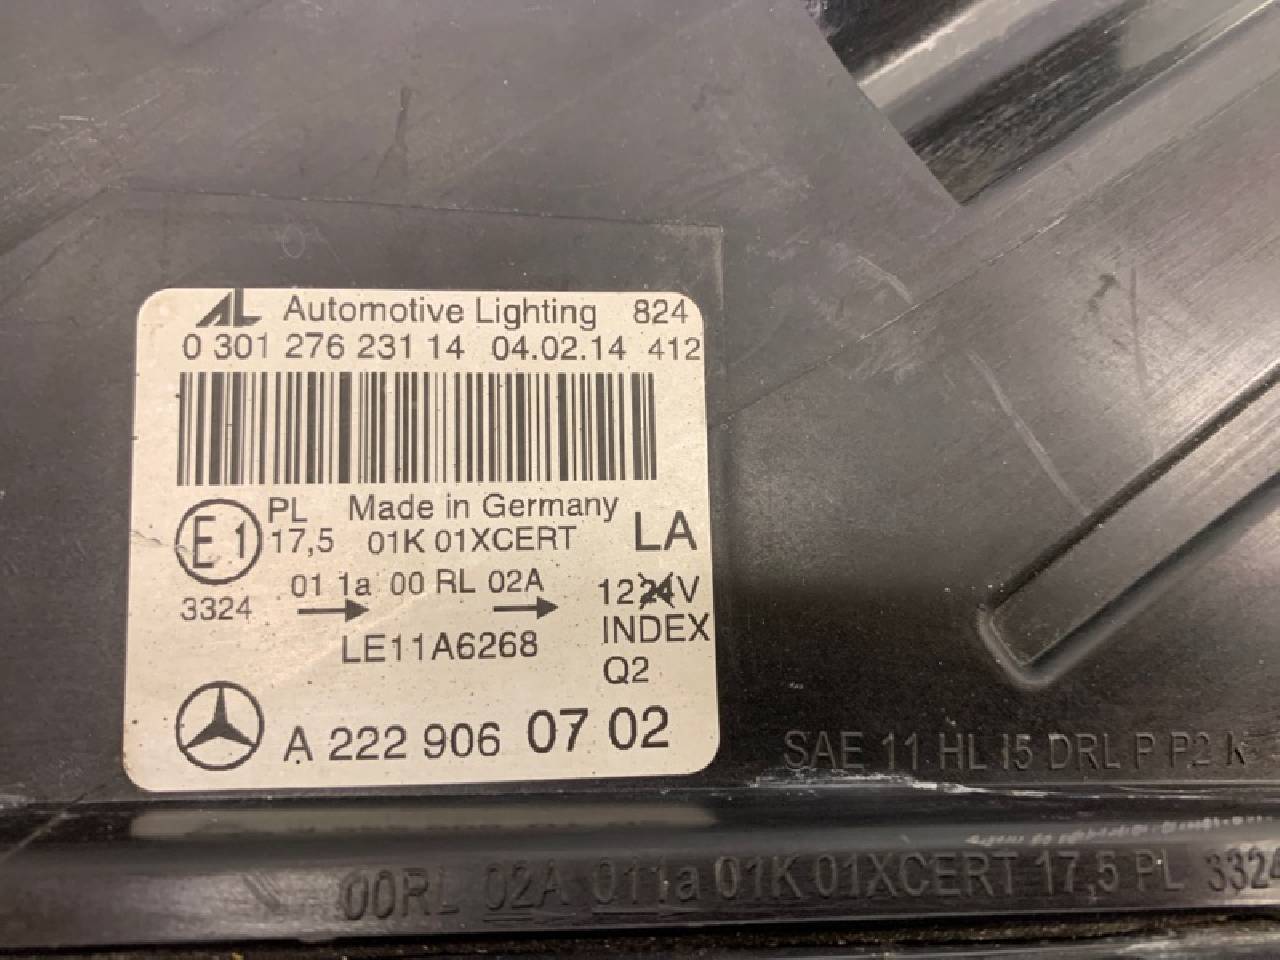 AL Automotive Lighting 824
0 301 276 231 14 04.02.14 412
PL Made in Germany
E1 17,5 01K 01XCERT LA
01 1a 00 RL 02A 1224V
3324 → → INDEX
LE11A6268 Q2
A 222 906 07 02
SAE 11 HL I5 DRL P P2 K
00RL 02A 011a 01K 01XCERT 17,5 PL 3324